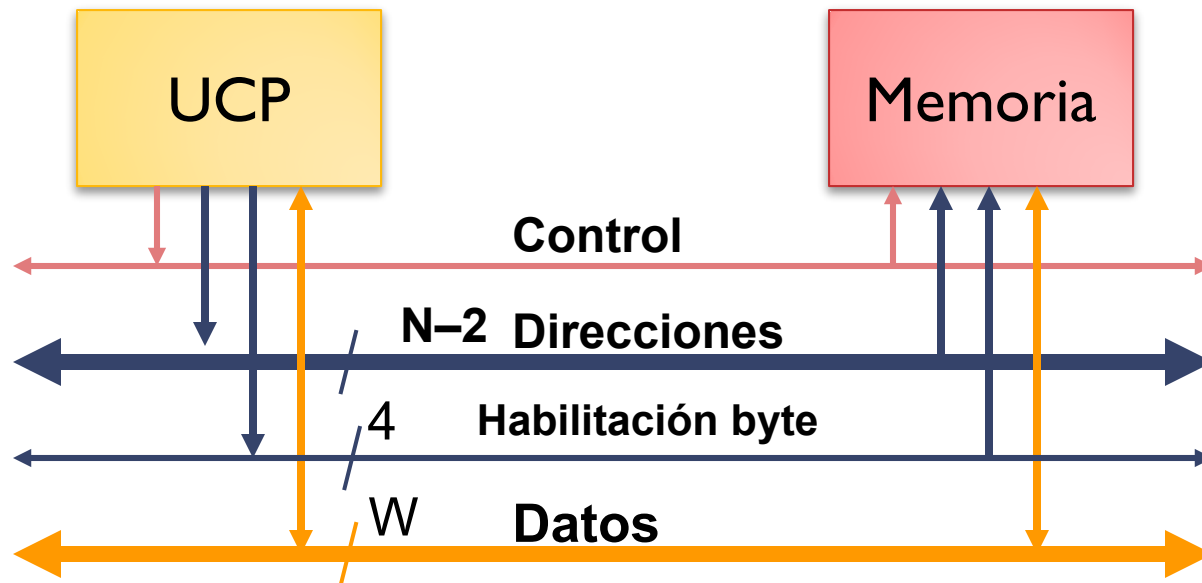 UCP
Memoria
Control
N–2 Direcciones
4 Habilitación byte
W Datos